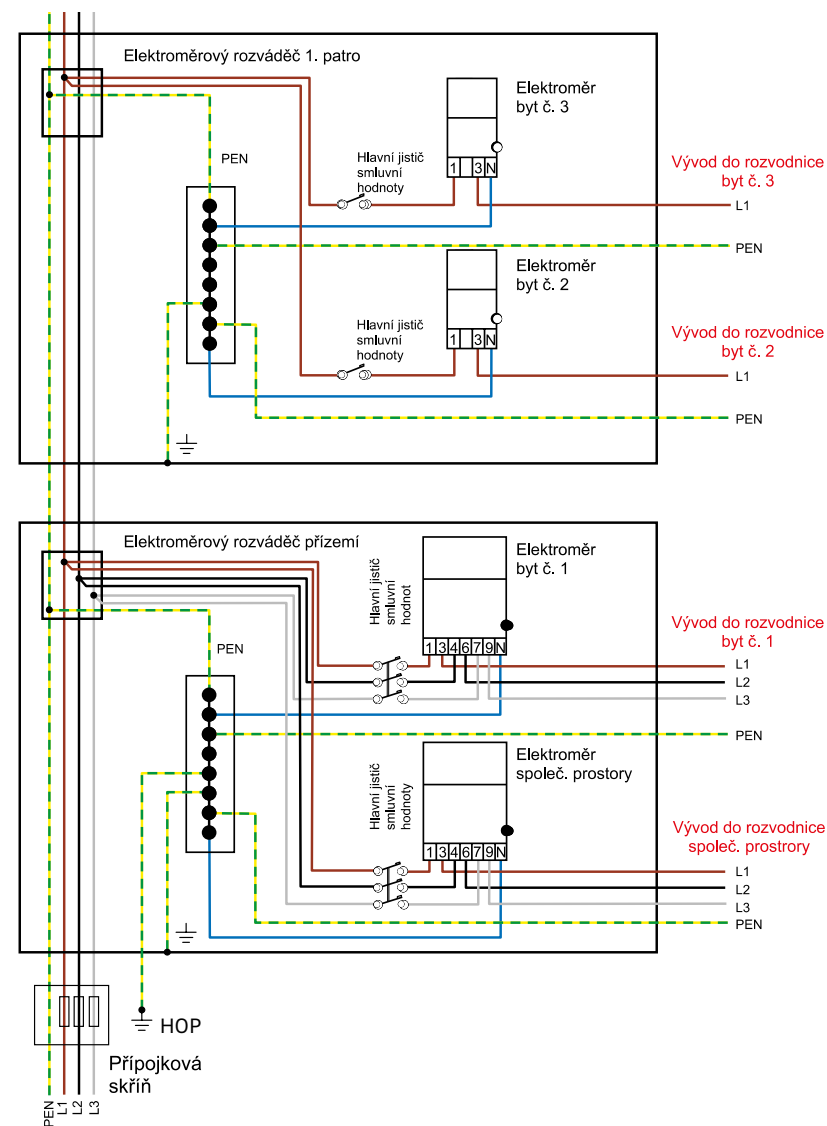 Elektroměrový rozváděč 1. patro
Elektroměr
byt č. 3
PEN
Hlavní jistič
smluvní
hodnoty
1 3 N
Vývod do rozvodnice
byt č. 3
L1
PEN
Elektroměr
byt č. 2
Hlavní jistič
smluvní
hodnoty
1 3 N
Vývod do rozvodnice
byt č. 2
L1
PEN
Elektroměrový rozváděč přízemí
Elektroměr
byt č. 1
Hlavní jistič
smluvní
hodnot
PEN
1 3 4 6 7 9 N
Vývod do rozvodnice
byt č. 1
L1
L2
L3
PEN
Elektroměr
společ. prostory
Hlavní jistič
smluvní
hodnoty
1 3 4 6 7 9 N
Vývod do rozvodnice
společ. prostrory
L1
L2
L3
PEN
HOP
Přípojková
skříň
PEN
L1
L2
L3